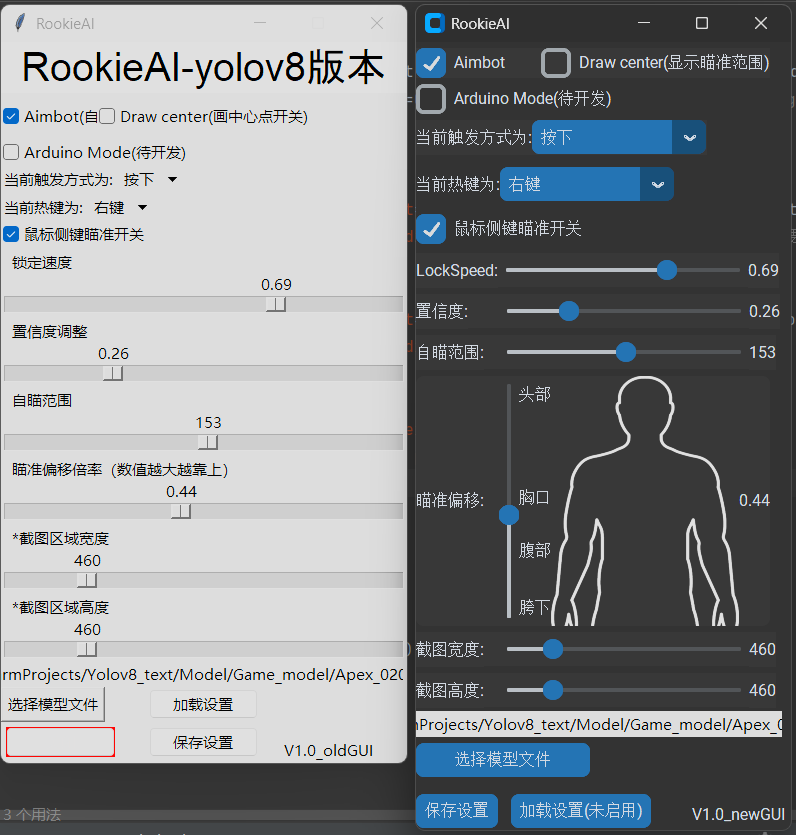 RookieAI
RookieAI-yolov8版本
Aimbot(自
Draw center(画中心点开关)
Arduino Mode(待开发)
当前触发方式为: 按下
当前热键为: 右键
鼠标侧键瞄准开关
锁定速度
0.69
置信度调整
0.26
自瞄范围
153
瞄准偏移倍率（数值越大越靠上）
0.44
*截图区域宽度
460
*截图区域高度
460
rmProjects/Yolov8_text/Model/Game_model/Apex_020
选择模型文件
加载设置
保存设置
V1.0_oldGUI
3 个用法
RookieAI
Aimbot
Draw center(显示瞄准范围)
Arduino Mode(待开发)
当前触发方式为: 按下
当前热键为: 右键
鼠标侧键瞄准开关
LockSpeed: 0.69
置信度: 0.26
自瞄范围: 153
头部
胸口
瞄准偏移: 0.44
腹部
胯下
截图宽度: 460
截图高度: 460
Projects/Yolov8_text/Model/Game_model/Apex_0
选择模型文件
保存设置
加载设置(未启用)
V1.0_newGUI